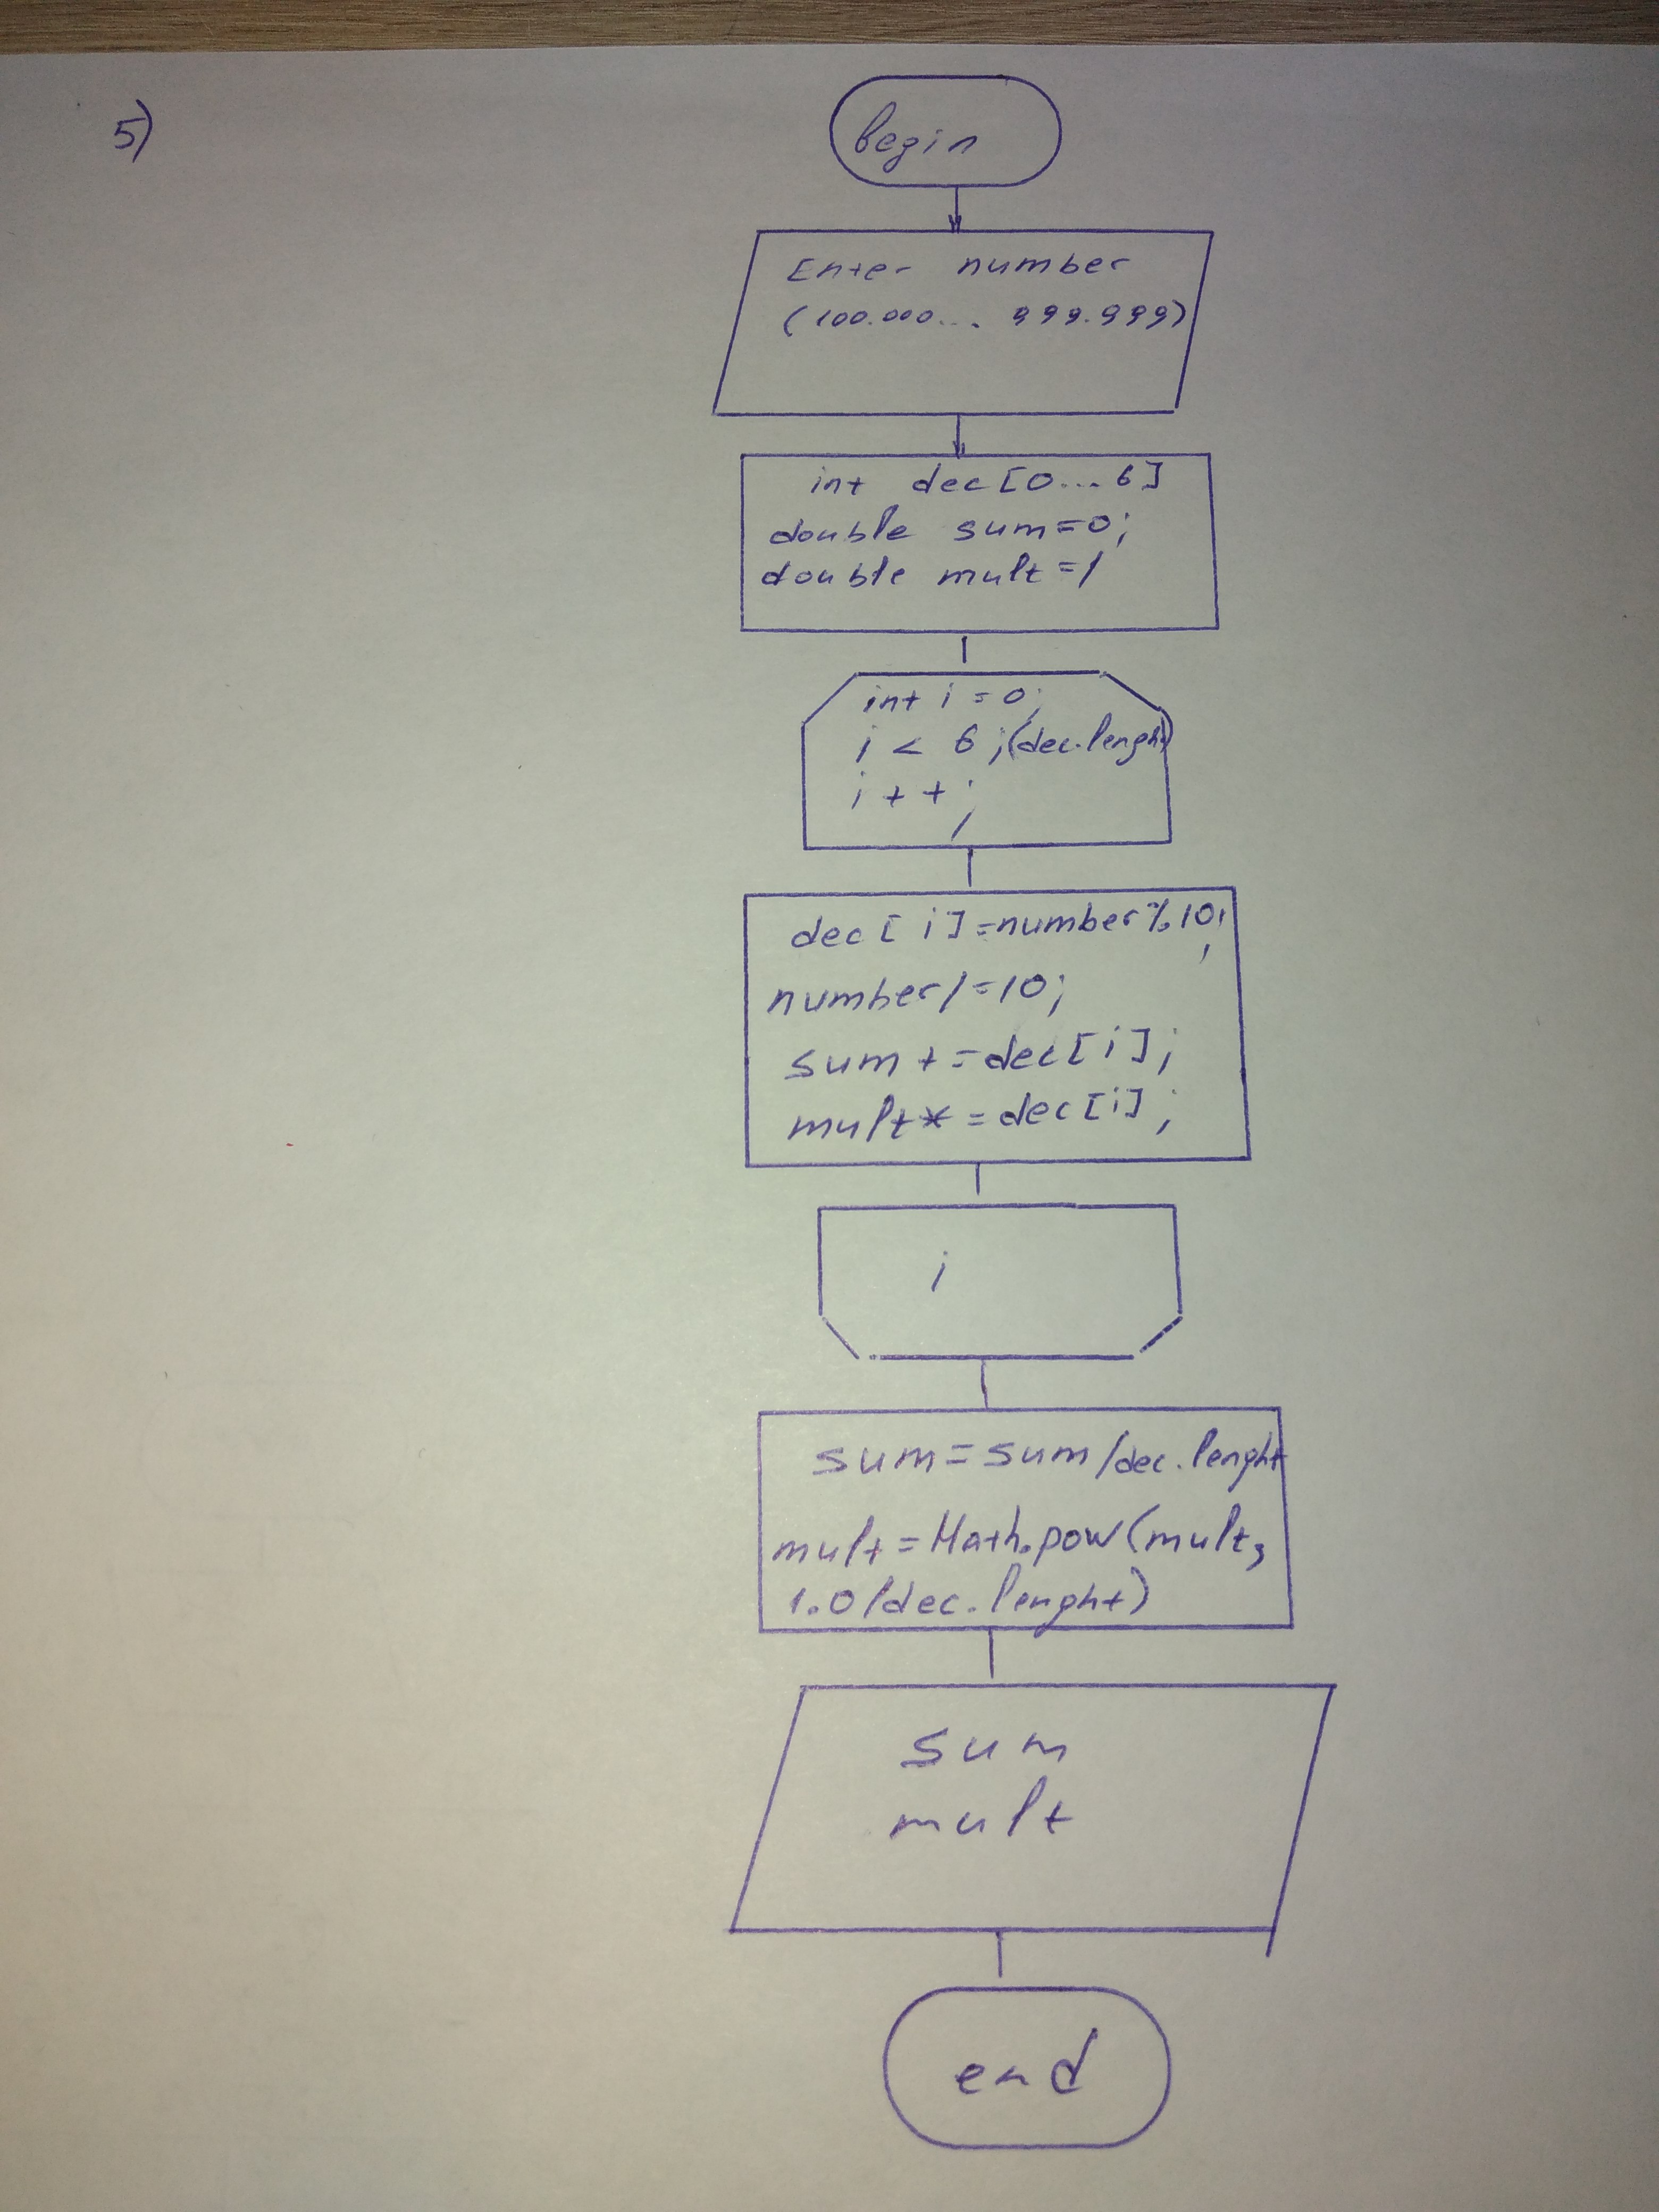 5)
begin
Enter number
(100.000... 999.999)
int dec[0...6]
double sum=0;
double mult=1
int i = 0;
i < 6 ;(dec.lenght)
i++;
dec[i]=number%10;
number/=10;
sum+=dec[i];
mult*=dec[i];
i
sum=sum/dec.lenght
mult=Math.pow(mult,
1.0/dec.lenght)
sum
mult
end